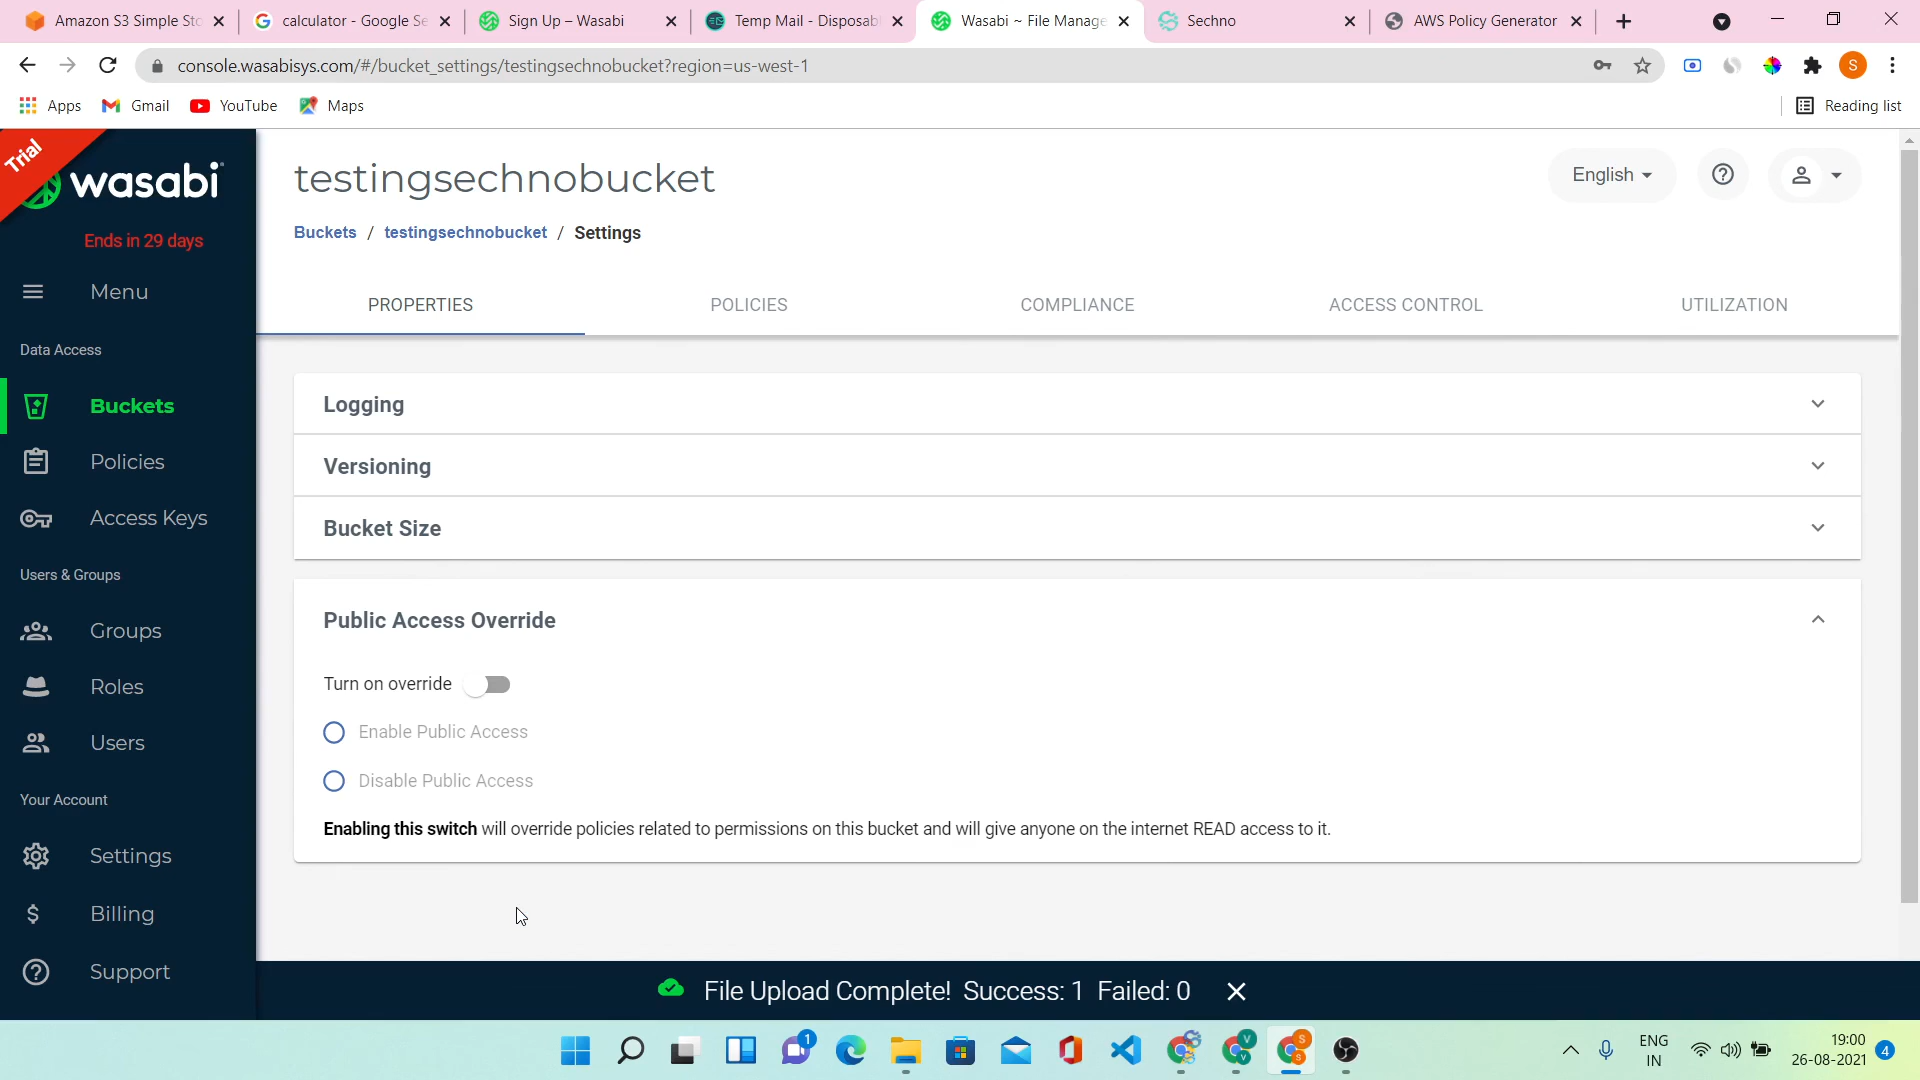 Amazon S3 Simple Sto
calculator - Google Se
Sign Up – Wasabi
Temp Mail - Disposabl
Wasabi ~ File Manage
Sechno
AWS Policy Generator
console.wasabisys.com/#/bucket_settings/testingsechnobucket?region=us-west-1
S
Apps
Gmail
YouTube
Maps
Reading list
Trial
wasabi
Ends in 29 days
Menu
Data Access
Buckets
Policies
Access Keys
Users & Groups
Groups
Roles
Users
Your Account
Settings
Billing
Support
testingsechnobucket
English
Buckets / testingsechnobucket / Settings
PROPERTIES
POLICIES
COMPLIANCE
ACCESS CONTROL
UTILIZATION
Logging
Versioning
Bucket Size
Public Access Override
Turn on override
Enable Public Access
Disable Public Access
Enabling this switch will override policies related to permissions on this bucket and will give anyone on the internet READ access to it.
File Upload Complete! Success: 1 Failed: 0
1
V
V
S
S
ENG
IN
19:00
26-08-2021
4